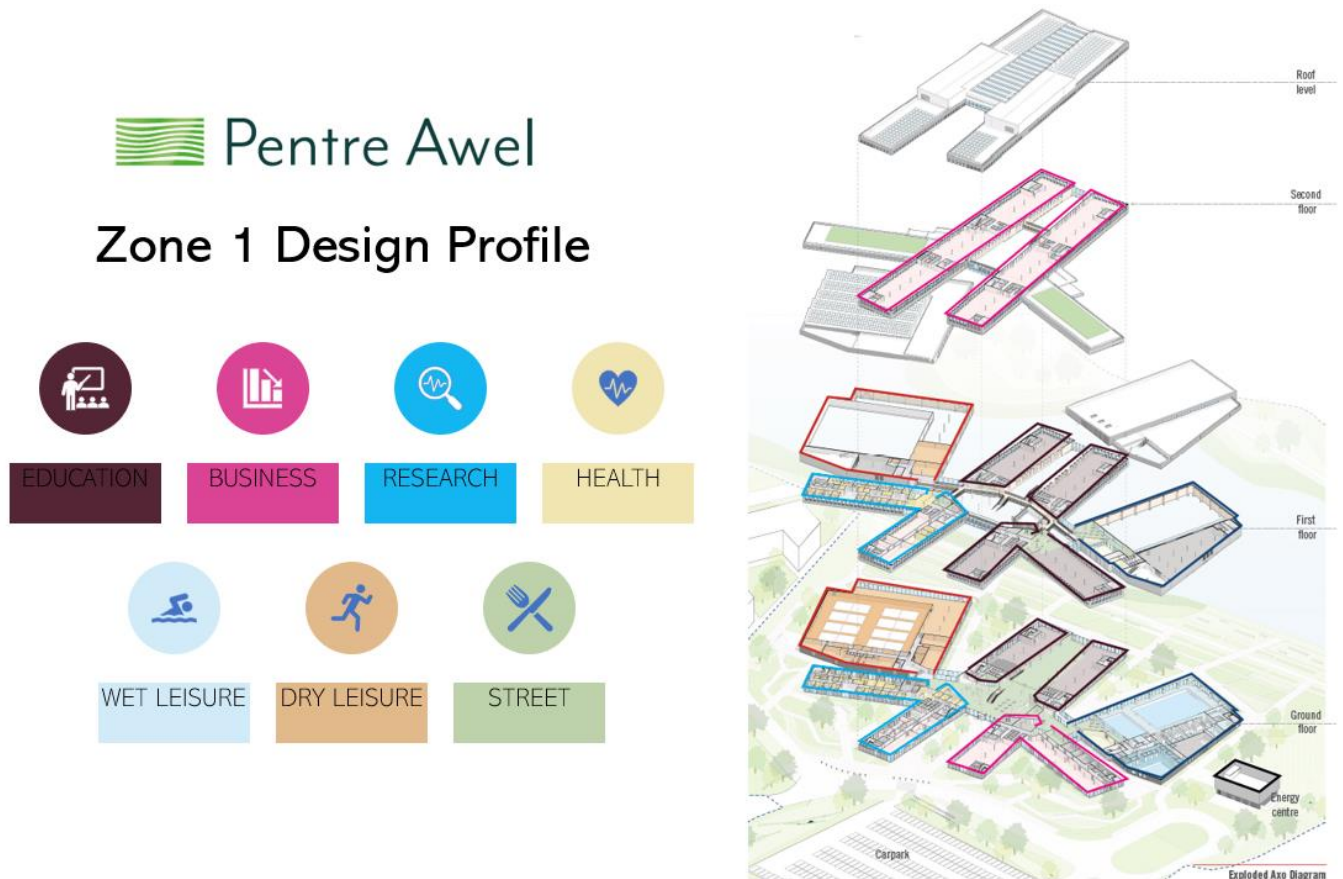 Pentre Awel
Zone 1 Design Profile
EDUCATION
BUSINESS
RESEARCH
HEALTH
WET LEISURE
DRY LEISURE
STREET
Roof
level
Second
floor
First
floor
Ground
floor
Energy
centre
Carpark
Exploded Axo Diagram